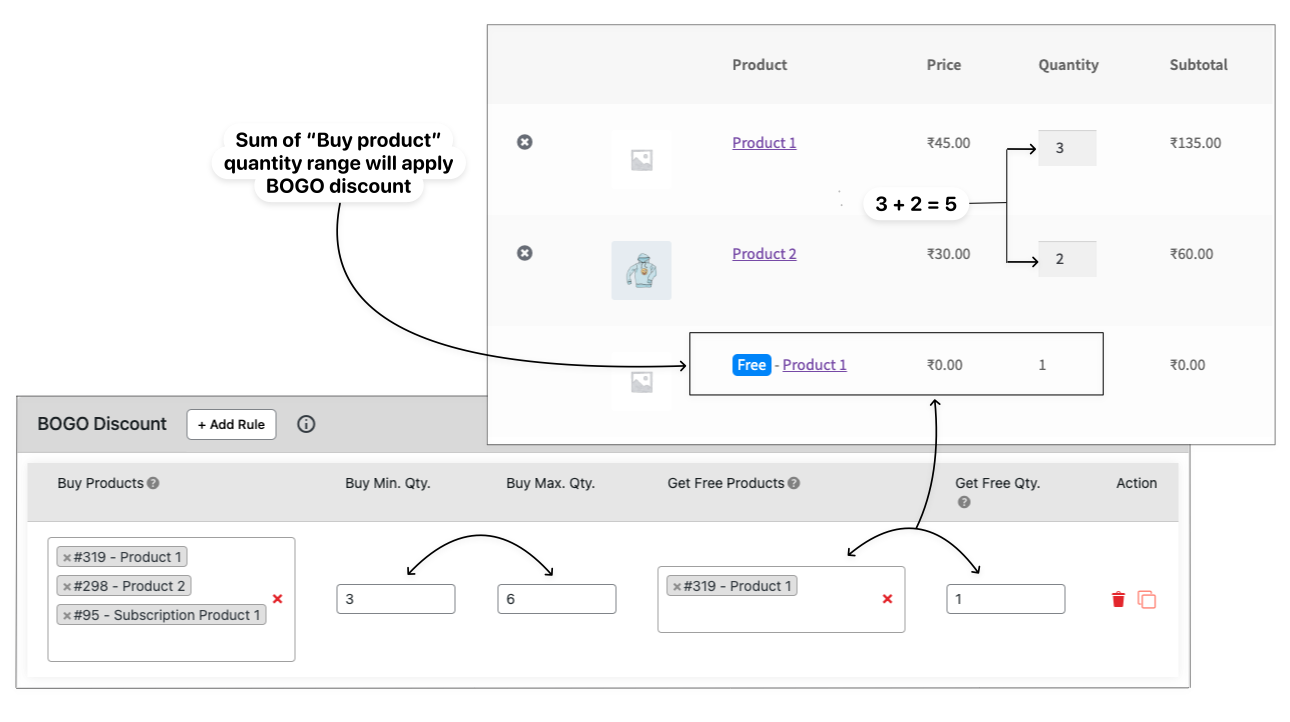 Product Price Quantity Subtotal
Sum of “Buy product”
quantity range will apply
BOGO discount
Product 1 ₹45.00 3 ₹135.00
3 + 2 = 5
Product 2 ₹30.00 2 ₹60.00
Free - Product 1 ₹0.00 1 ₹0.00
BOGO Discount + Add Rule
Buy Products Buy Min. Qty. Buy Max. Qty. Get Free Products Get Free Qty. Action
×#319 - Product 1
×#298 - Product 2
×#95 - Subscription Product 1
3
6
×#319 - Product 1
1